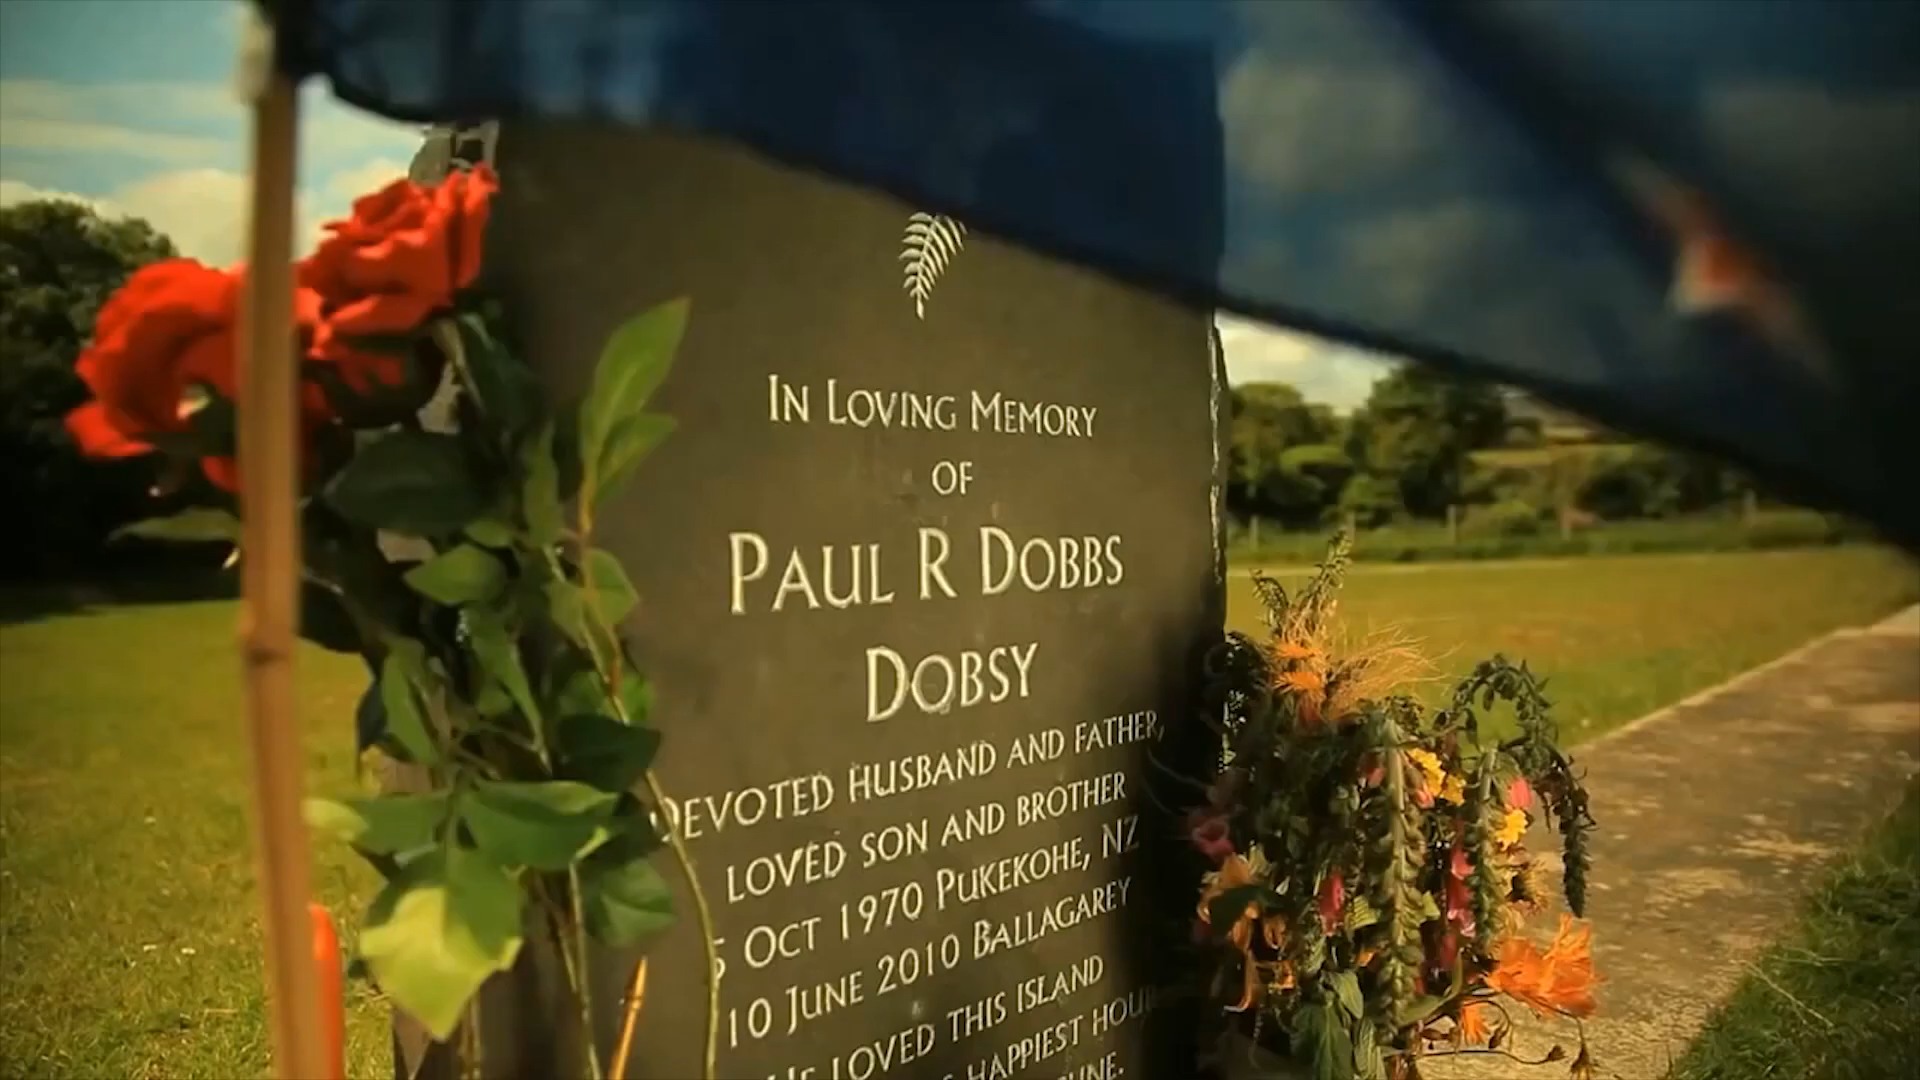 IN LOVING MEMORY
OF
PAUL R DOBBS
DOBSY
DEVOTED HUSBAND AND FATHER,
LOVED SON AND BROTHER
5 OCT 1970 PUKEKOHE, NZ
10 JUNE 2010 BALLAGAREY
LOVED THIS ISLAND
HAPPIEST